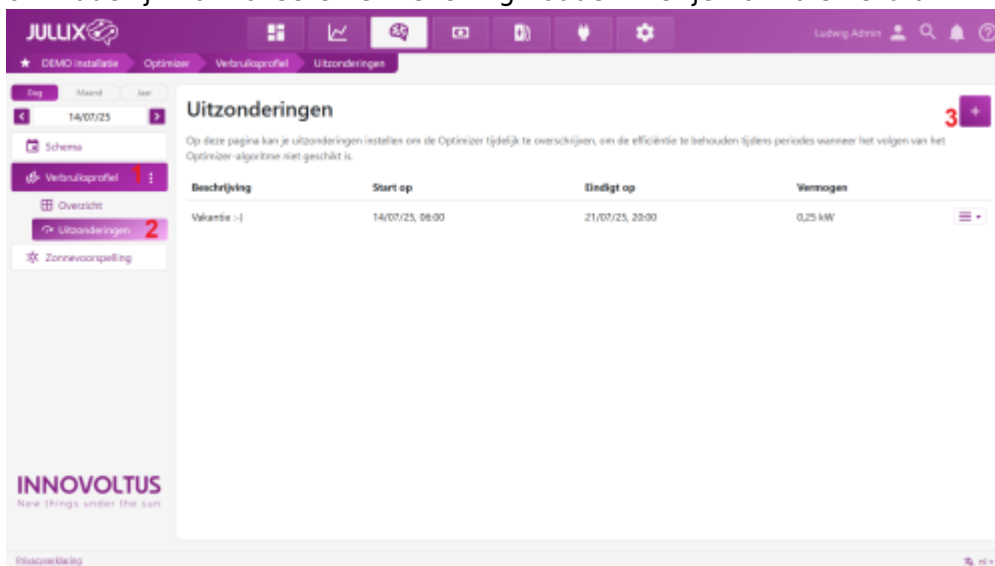 JULLIX
Ludwig Admin
DEMO installatie Optimizer Verbruiksprofiel Uitzonderingen
Dag Maand Jaar
14/07/25
Schema
Verbruiksprofiel 1
Overzicht
Uitzonderingen 2
Zonnevoorspelling
Uitzonderingen
3 +
Op deze pagina kan je uitzonderingen instellen om de Optimizer tijdelijk te overschrijven, om de efficiëntie te behouden tijdens periodes wanneer het volgen van het
Optimizer-algoritme niet geschikt is.
Beschrijving Start op Eindigt op Vermogen
Vakantie :-) 14/07/25, 06:00 21/07/25, 20:00 0,25 kW
INNOVOLTUS
New things under the sun
Privacyverklaring nl